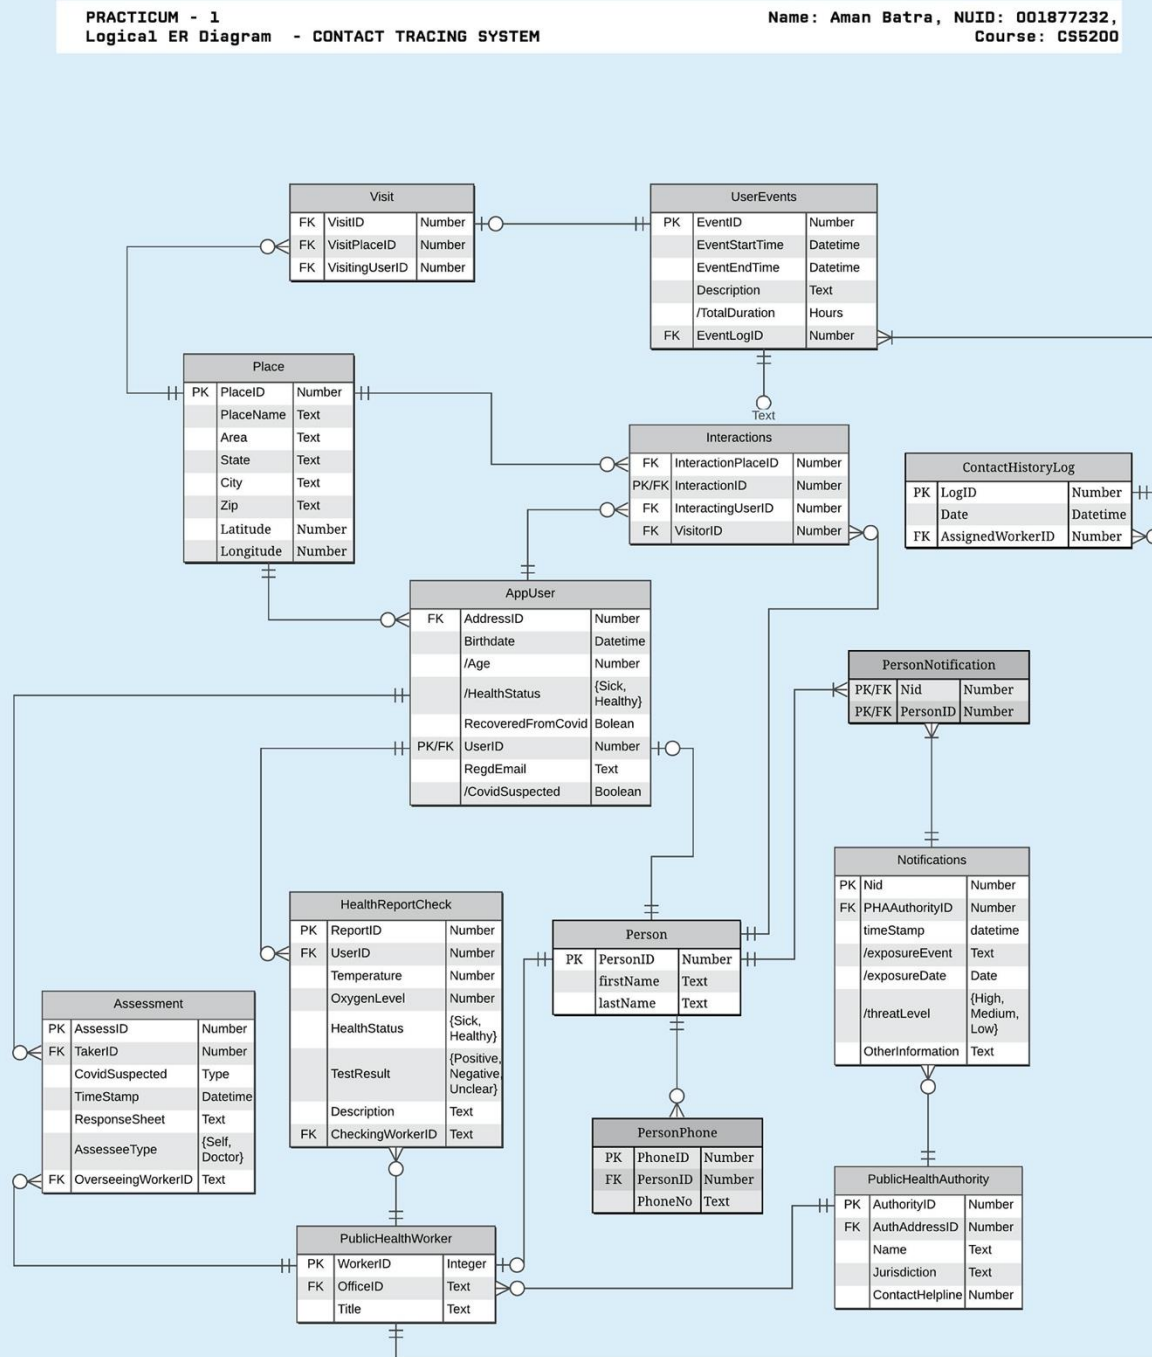 PRACTICUM - 1
Logical ER Diagram - CONTACT TRACING SYSTEM
Name: Aman Batra, NUID: 001877232,
Course: CS5200
Visit
FK VisitID Number
FK VisitPlaceID Number
FK VisitingUserID Number
UserEvents
PK EventID Number
EventStartTime Datetime
EventEndTime Datetime
Description Text
/TotalDuration Hours
FK EventLogID Number
Text
Place
PK PlaceID Number
PlaceName Text
Area Text
State Text
City Text
Zip Text
Latitude Number
Longitude Number
Interactions
FK InteractionPlaceID Number
PK/FK InteractionID Number
FK InteractingUserID Number
FK VisitorID Number
ContactHistoryLog
PK LogID Number
Date Datetime
FK AssignedWorkerID Number
AppUser
FK AddressID Number
Birthdate Datetime
/Age Number
/HealthStatus {Sick,
Healthy}
RecoveredFromCovid Bolean
PK/FK UserID Number
RegdEmail Text
/CovidSuspected Boolean
PersonNotification
PK/FK Nid Number
PK/FK PersonID Number
Notifications
PK Nid Number
FK PHAAuthorityID Number
timeStamp datetime
/exposureEvent Text
/exposureDate Date
/threatLevel {High,
Medium,
Low}
OtherInformation Text
HealthReportCheck
PK ReportID Number
FK UserID Number
Temperature Number
OxygenLevel Number
HealthStatus {Sick,
Healthy}
TestResult {Positive,
Negative,
Unclear}
Description Text
FK CheckingWorkerID Text
Person
PK PersonID Number
firstName Text
lastName Text
Assessment
PK AssessID Number
FK TakerID Number
CovidSuspected Type
TimeStamp Datetime
ResponseSheet Text
AssesseeType {Self,
Doctor}
FK OverseeingWorkerID Text
PersonPhone
PK PhoneID Number
FK PersonID Number
PhoneNo Text
PublicHealthAuthority
PK AuthorityID Number
FK AuthAddressID Number
Name Text
Jurisdiction Text
ContactHelpline Number
PublicHealthWorker
PK WorkerID Integer
FK OfficeID Text
Title Text